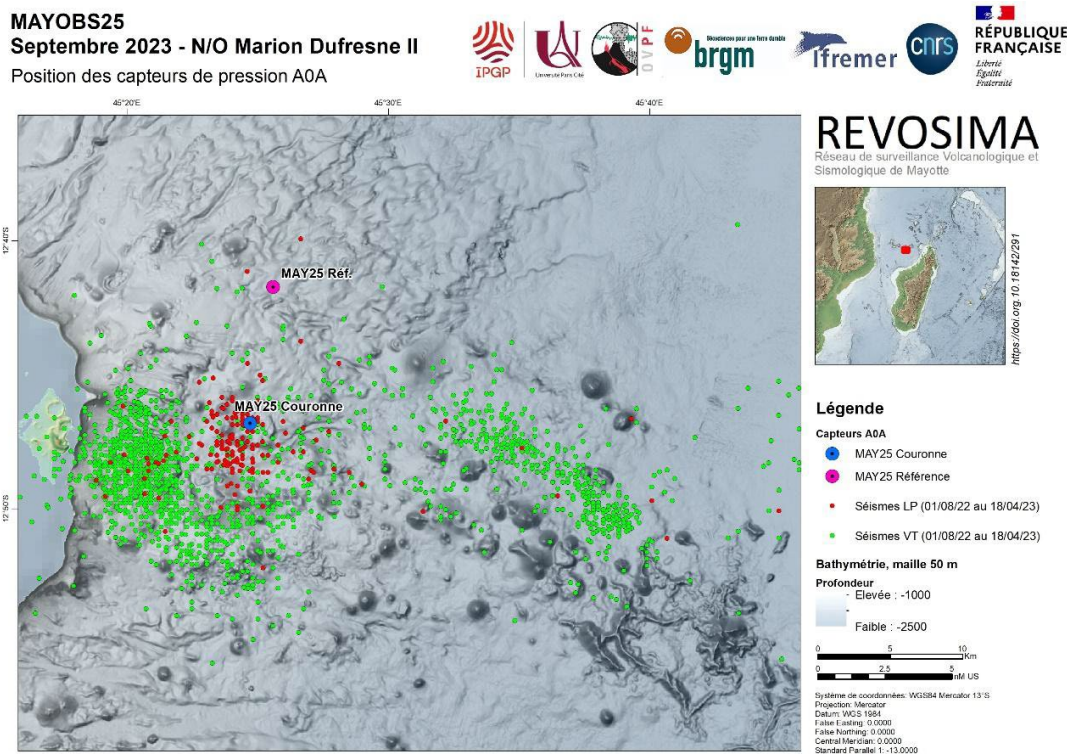 MAYOBS25
Septembre 2023 - N/O Marion Dufresne II
Position des capteurs de pression A0A
IPGP
Université Paris Cité
OVPF
Géosciences pour une Terre durable
brgm
Ifremer
cnrs
RÉPUBLIQUE
FRANÇAISE
Liberté
Égalité
Fraternité
45°20'E
45°30'E
45°40'E
12°40'S
12°50'S
MAY25 Réf.
MAY25 Couronne
REVOSIMA
Réseau de surveillance Volcanologique et
Sismologique de Mayotte
https://doi.org.10.18142/291
Légende
Capteurs A0A
MAY25 Couronne
MAY25 Référence
Séismes LP (01/08/22 au 18/04/23)
Séismes VT (01/08/22 au 18/04/23)
Bathymétrie, maille 50 m
Profondeur
Elevée : -1000
Faible : -2500
0 5 10
Km
0 2.5 5
nM US
Système de coordonnées: WGS84 Mercator 13°S
Projection: Mercator
Datum: WGS 1984
False Easting: 0.0000
False Northing: 0.0000
Central Meridian: 0.0000
Standard Parallel 1: -13.0000